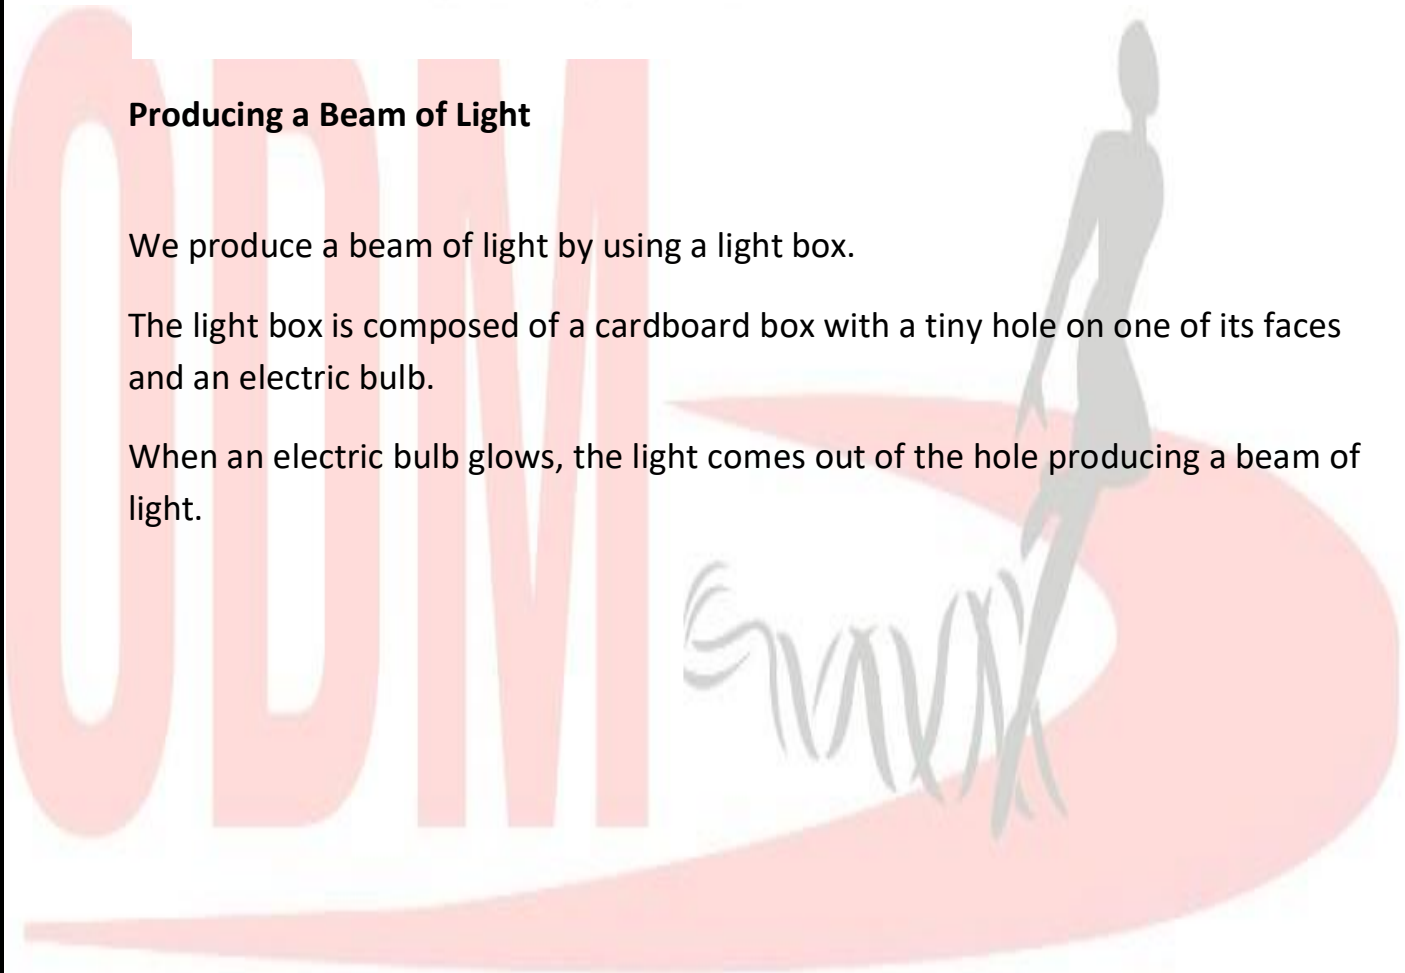 Producing a Beam of Light
We produce a beam of light by using a light box.
The light box is composed of a cardboard box with a tiny hole on one of its faces
and an electric bulb.
When an electric bulb glows, the light comes out of the hole producing a beam of
light.
ODM